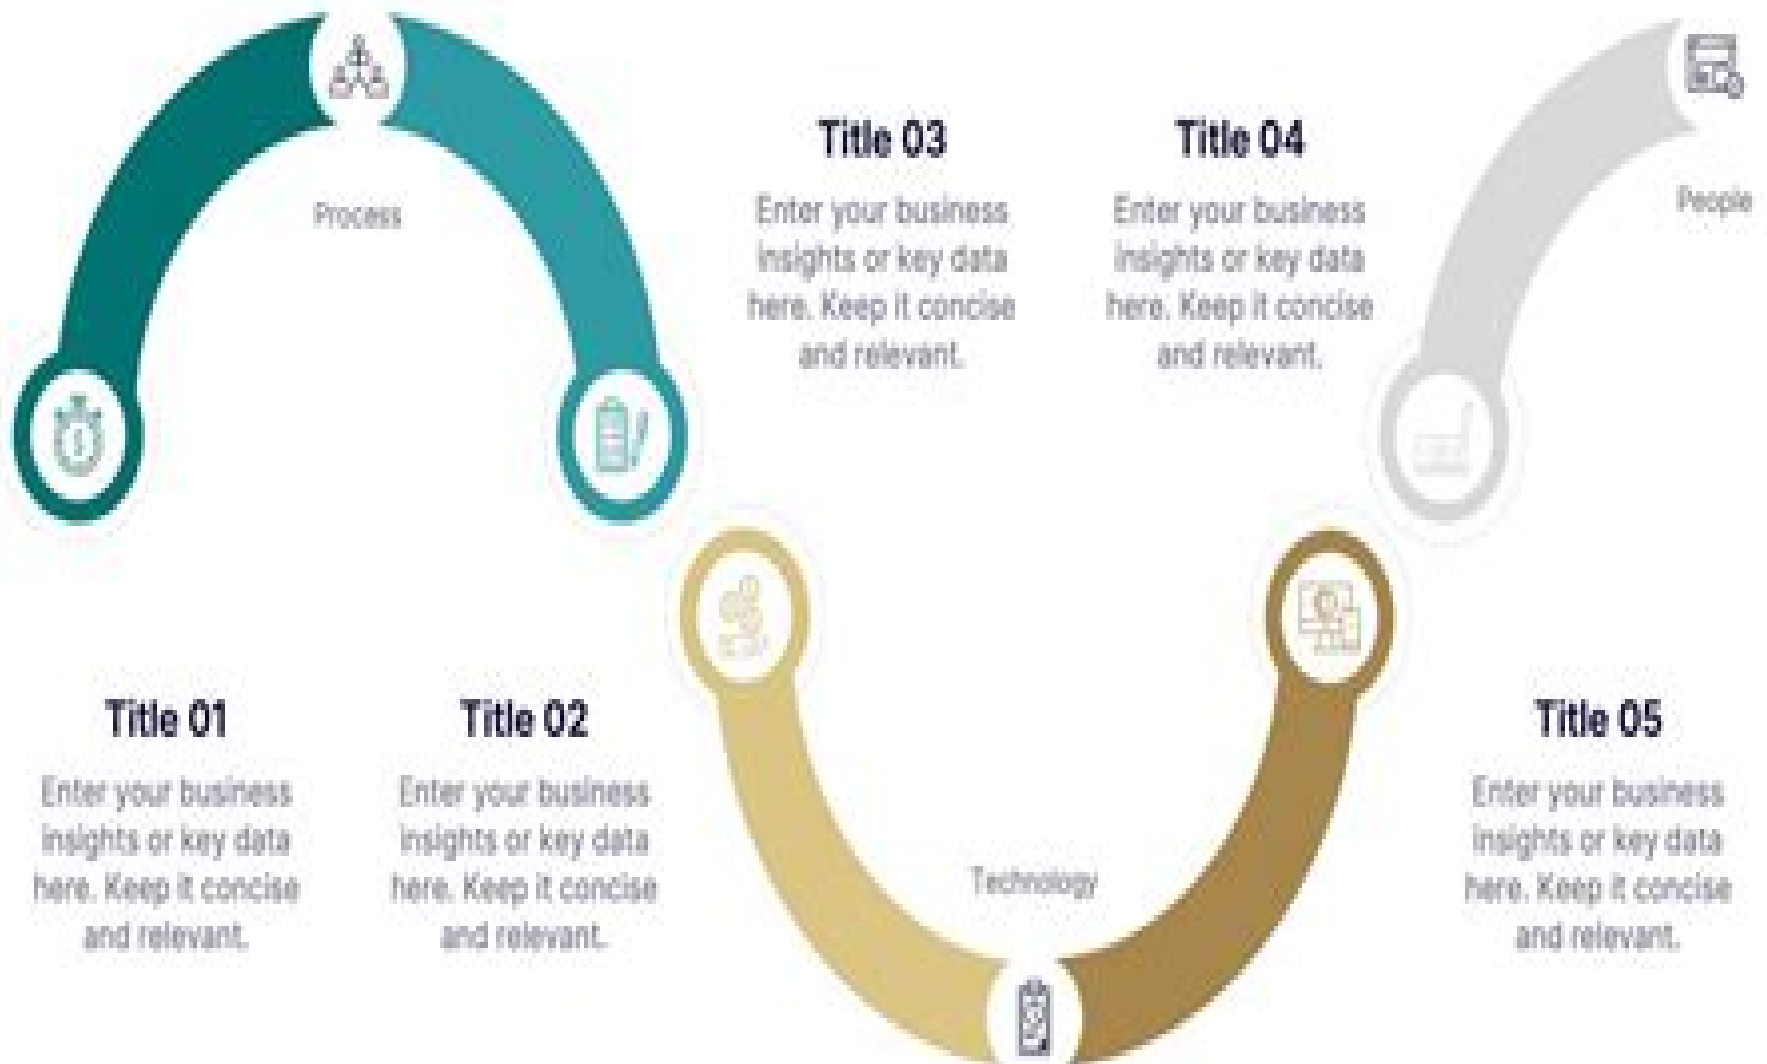 Process
Title 03
Enter your business
insights or key data
here. Keep it concise
and relevant.
Title 04
Enter your business
insights or key data
here. Keep it concise
and relevant.
People
Title 01
Enter your business
insights or key data
here. Keep it concise
and relevant.
Title 02
Enter your business
insights or key data
here. Keep it concise
and relevant.
Technology
Title 05
Enter your business
insights or key data
here. Keep it concise
and relevant.